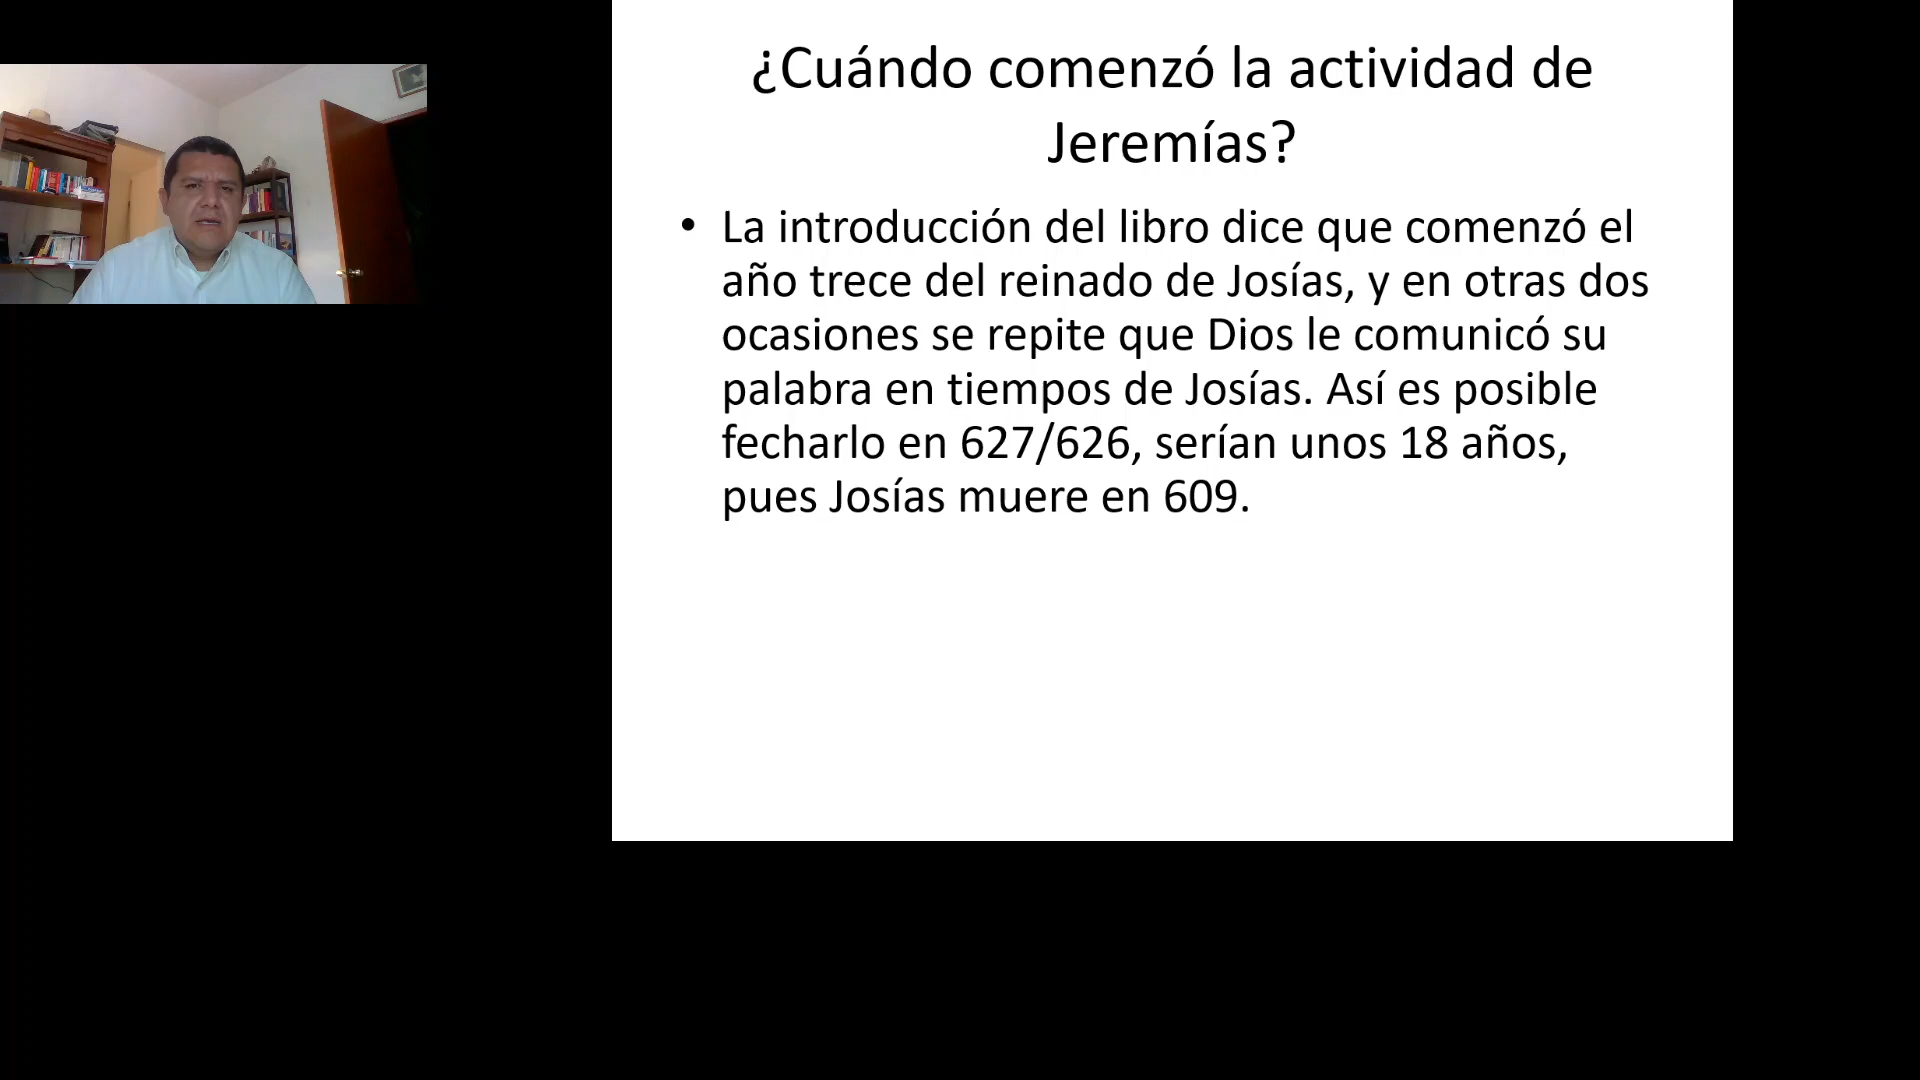 ¿Cuándo comenzó la actividad de
Jeremías?
• La introducción del libro dice que comenzó el
año trece del reinado de Josías, y en otras dos
ocasiones se repite que Dios le comunicó su
palabra en tiempos de Josías. Así es posible
fecharlo en 627/626, serían unos 18 años,
pues Josías muere en 609.